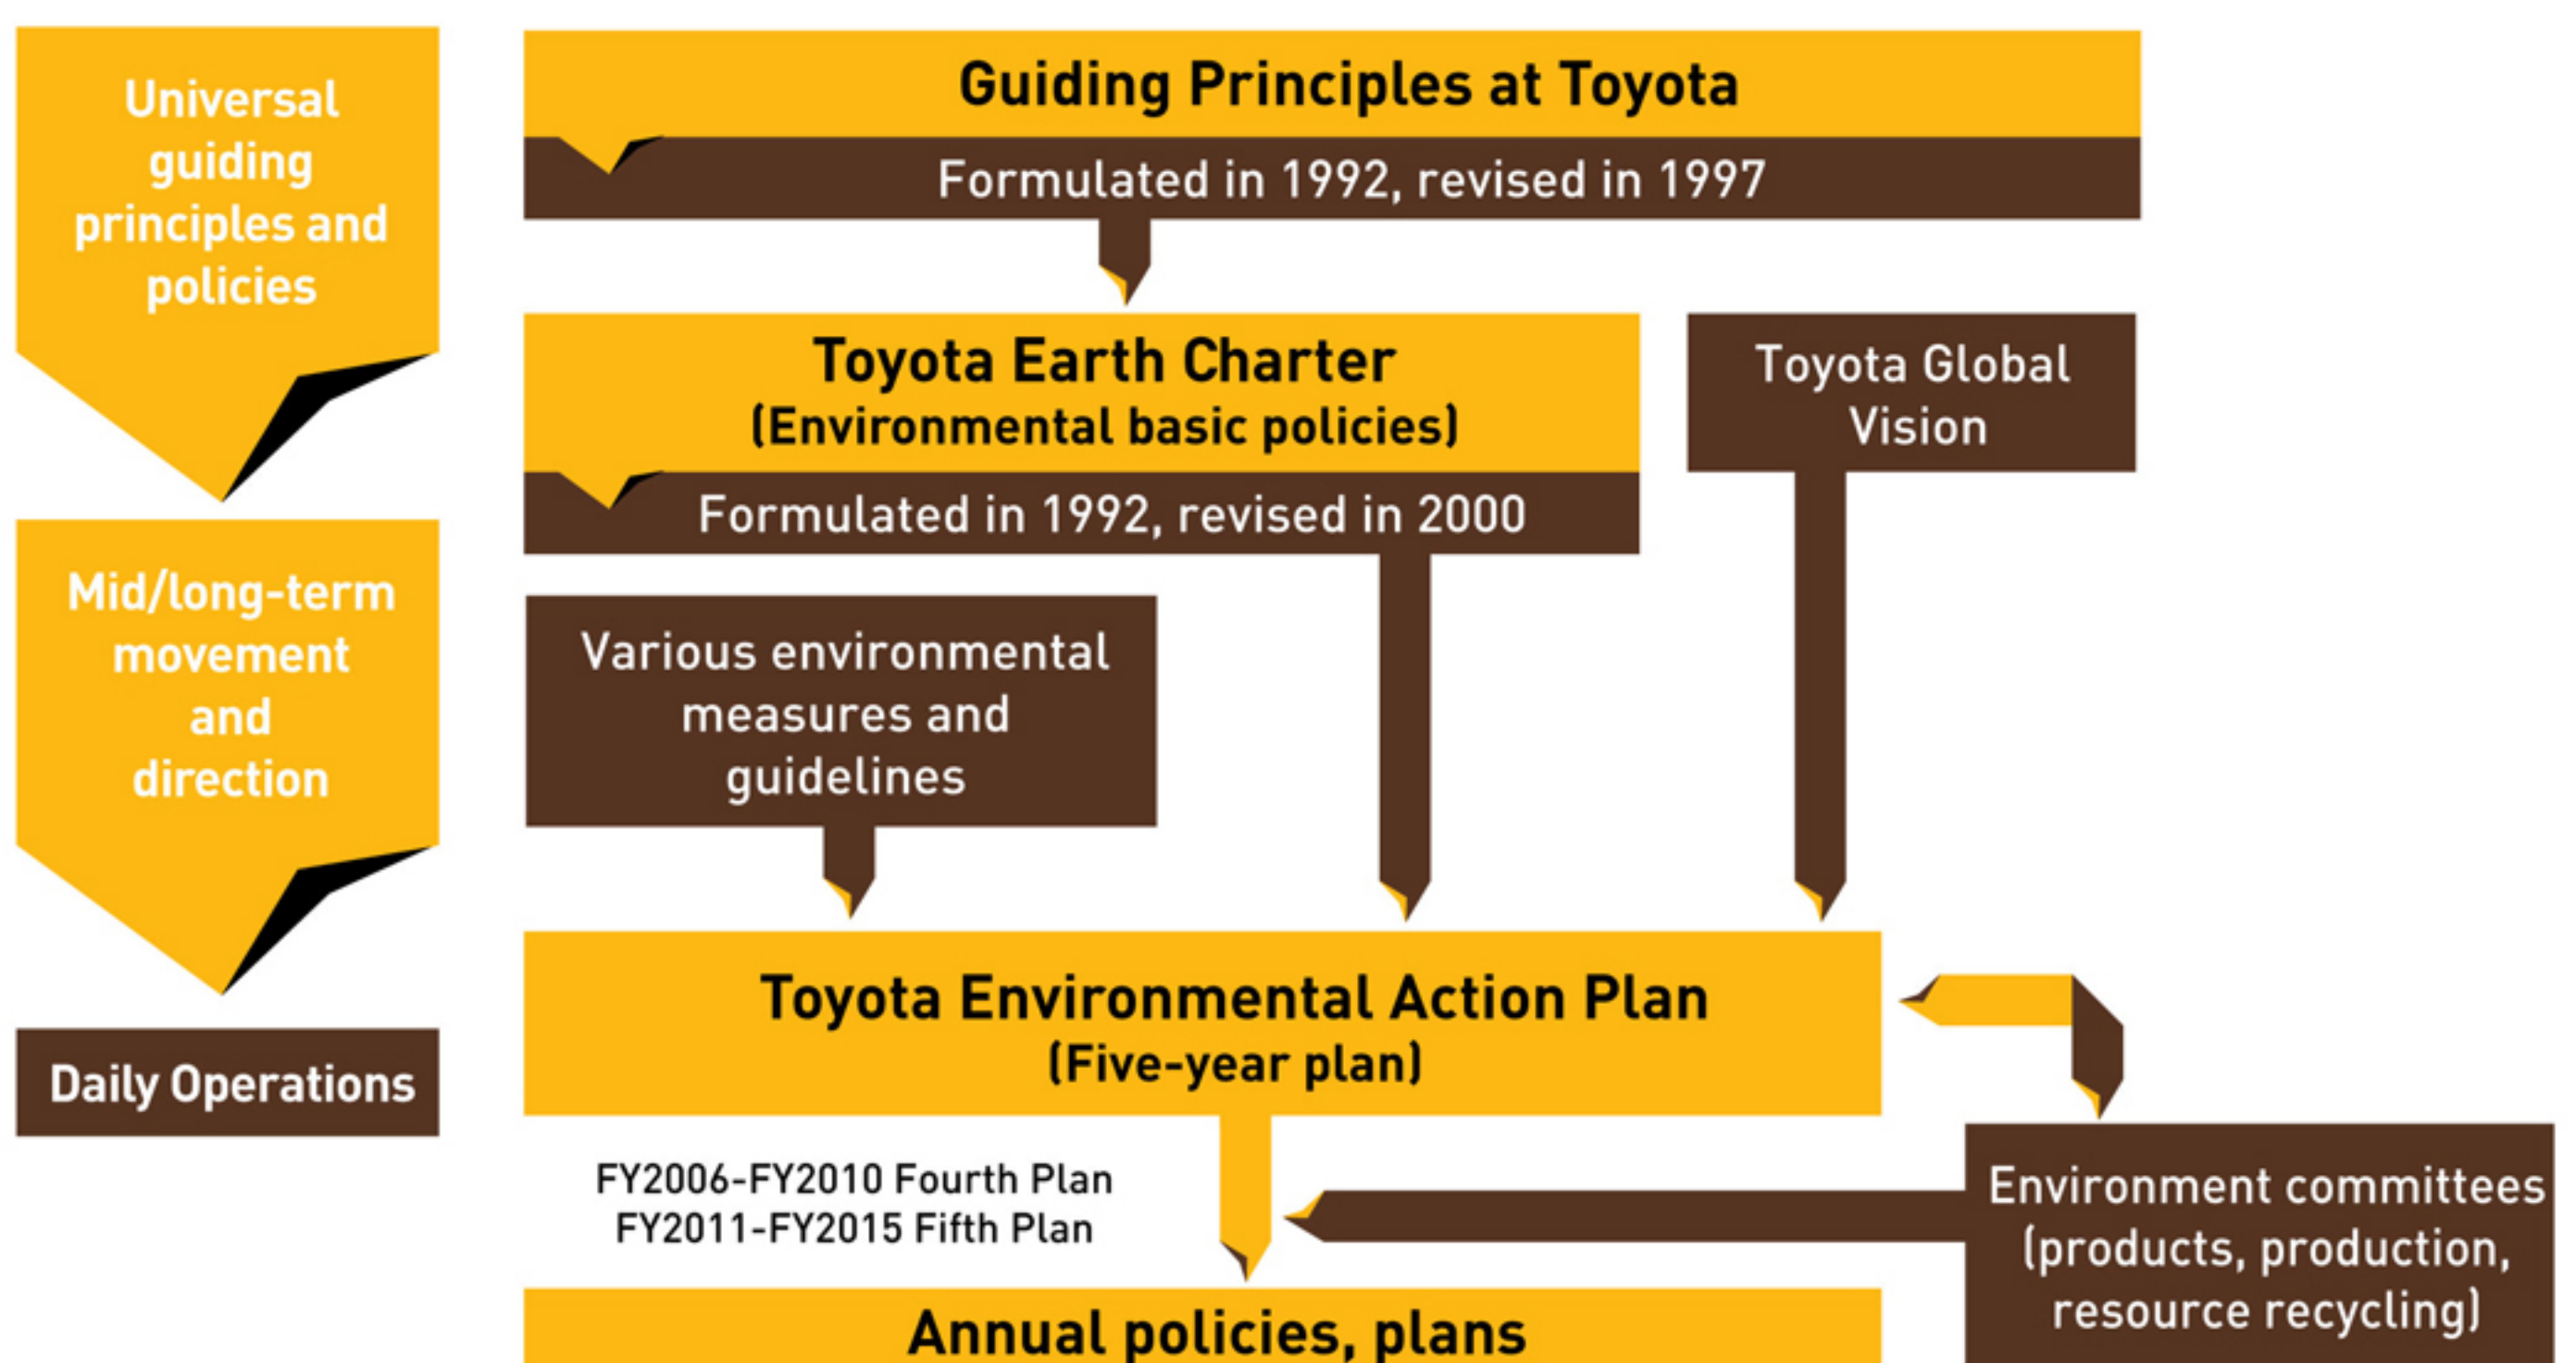 Universal
guiding
principles and
policies
Guiding Principles at Toyota
Formulated in 1992, revised in 1997
Toyota Earth Charter
(Environmental basic policies)
Formulated in 1992, revised in 2000
Toyota Global
Vision
Mid/long-term
movement
and
direction
Various environmental
measures and
guidelines
Toyota Environmental Action Plan
(Five-year plan)
Daily Operations
FY2006-FY2010 Fourth Plan
FY2011-FY2015 Fifth Plan
Environment committees
(products, production,
resource recycling)
Annual policies, plans